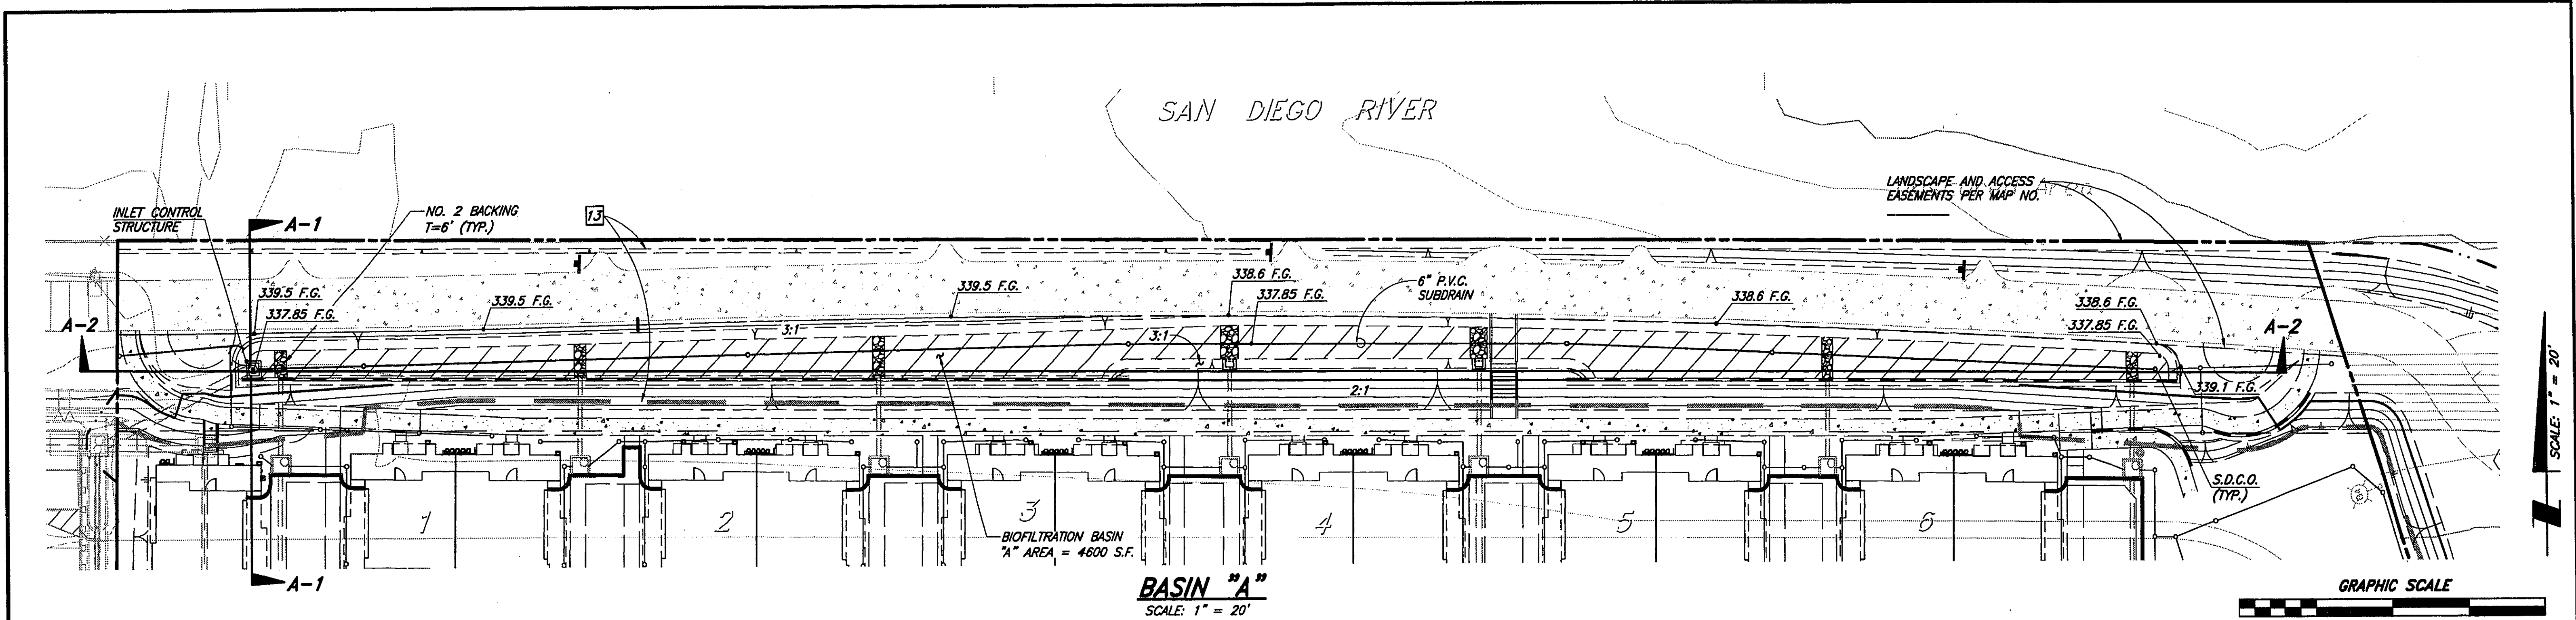 SAN DIEGO RIVER
LANDSCAPE AND ACCESS
EASEMENTS PER MAP NO.
INLET CONTROL
STRUCTURE
A-1
NO. 2 BACKING
T=6' (TYP.)
13
339.5 F.G.
337.85 F.G.
339.5 F.G.
339.5 F.G.
338.6 F.G.
337.85 F.G.
6" P.V.C.
SUBDRAIN
338.6 F.G.
338.6 F.G.
337.85 F.G.
A-2
A-2
3:1
3:1
2:1
339.1 F.G.
SCALE: 1" = 20'
S.D.C.O.
(TYP.)
1
2
3
4
5
6
BIOFILTRATION BASIN
"A" AREA = 4600 S.F.
A-1
BASIN "A"
SCALE: 1" = 20'
GRAPHIC SCALE